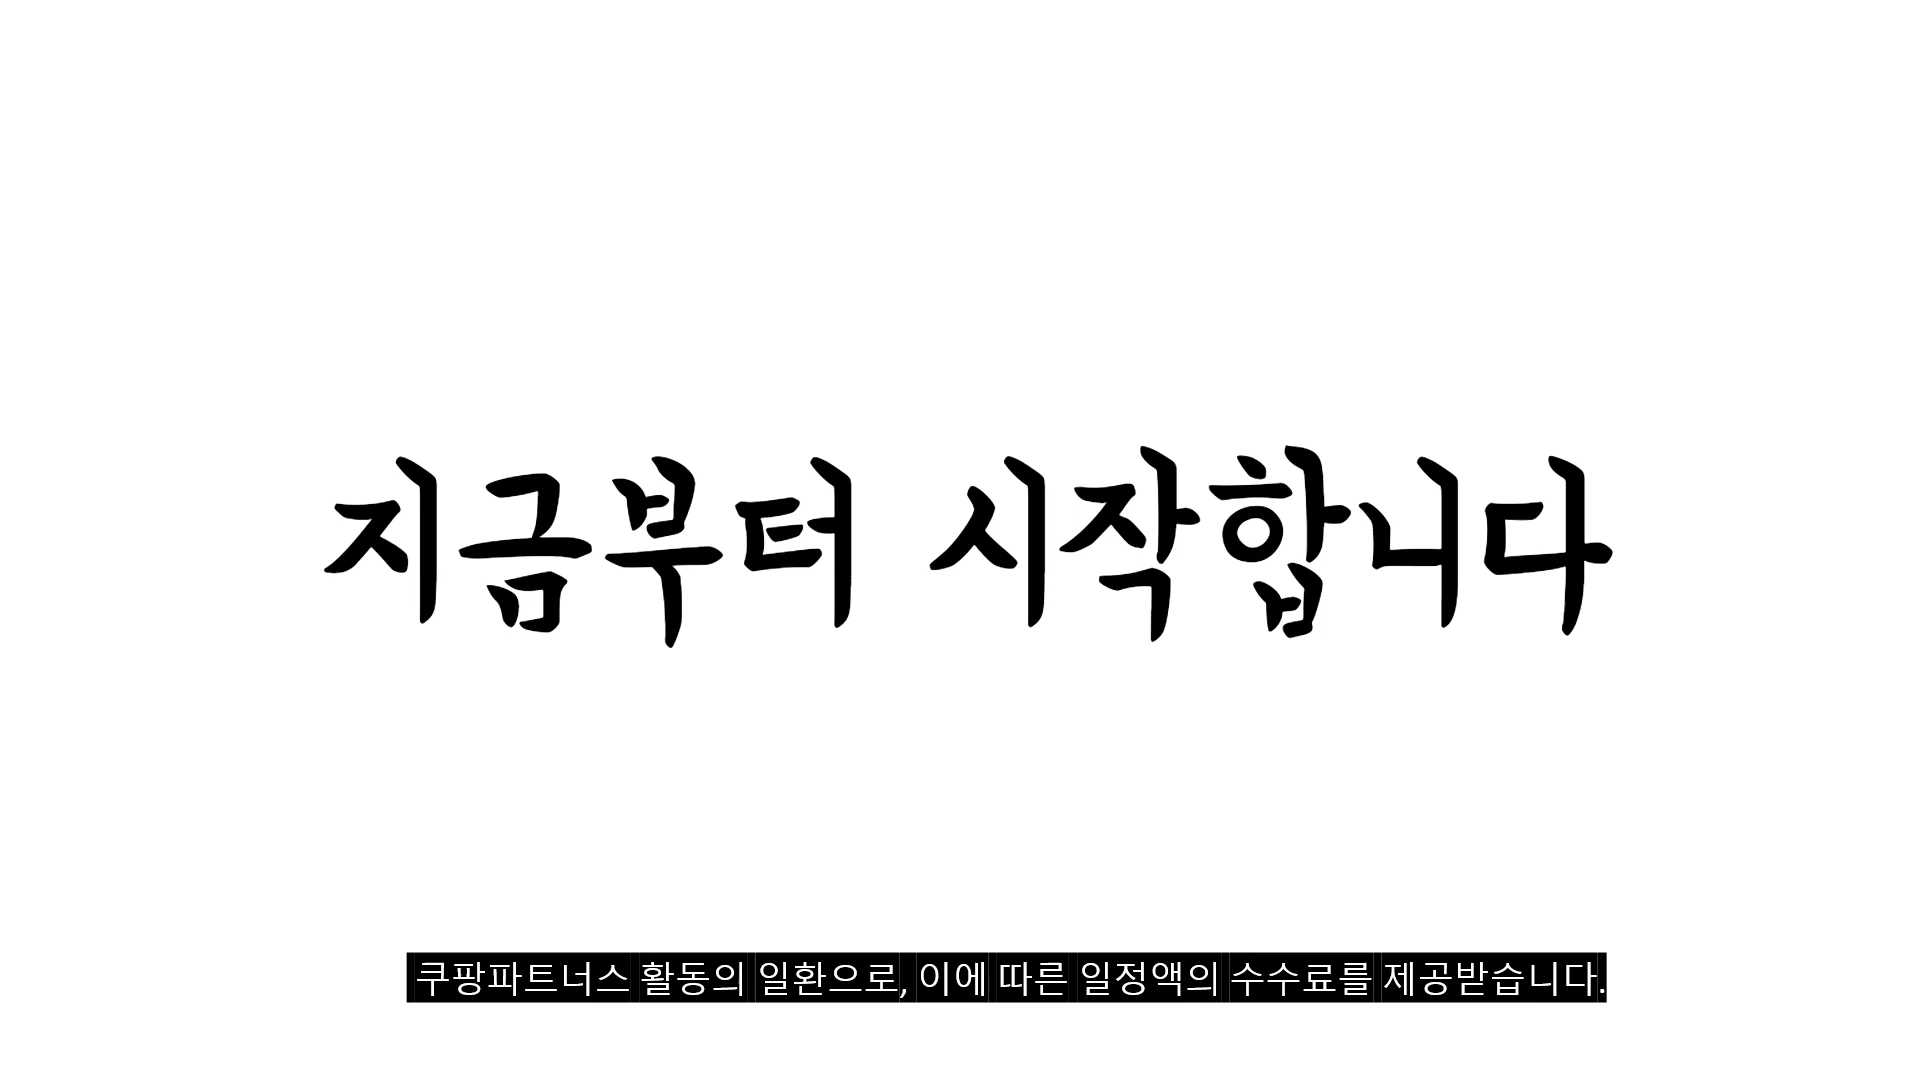 지금부터 시작합니다
쿠팡파트너스 활동의 일환으로, 이에 따른 일정액의 수수료를 제공받습니다.